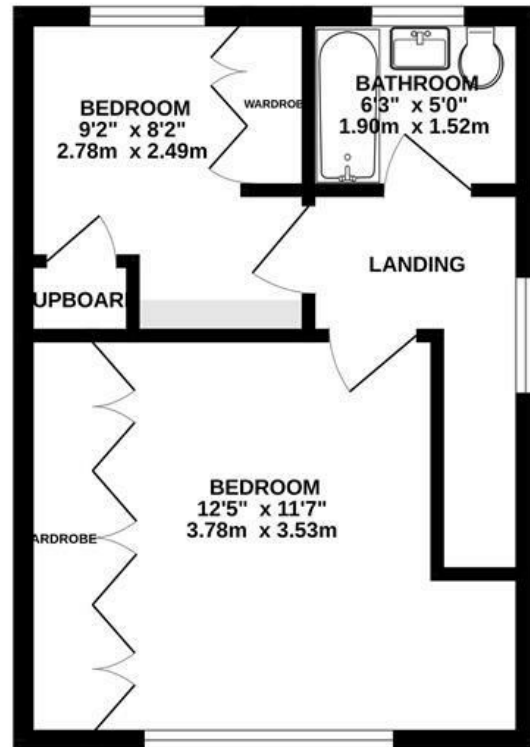 BEDROOM
9'2" x 8'2"
2.78m x 2.49m
WARDROBE
BATHROOM
6'3" x 5'0"
1.90m x 1.52m
LANDING
UPBOAR
BEDROOM
12'5" x 11'7"
3.78m x 3.53m
ARDROBE